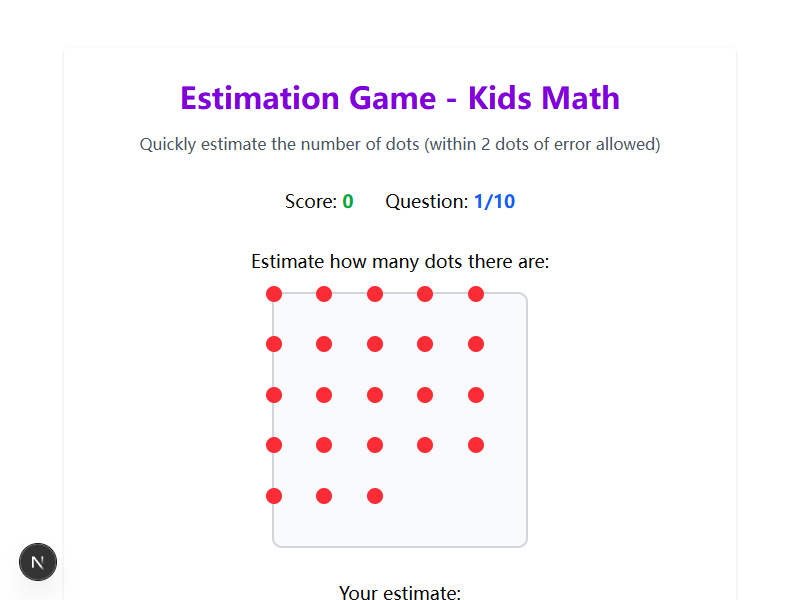 Estimation Game - Kids Math
Quickly estimate the number of dots (within 2 dots of error allowed)
Score: 0 Question: 1/10
Estimate how many dots there are:
N
Your estimate: